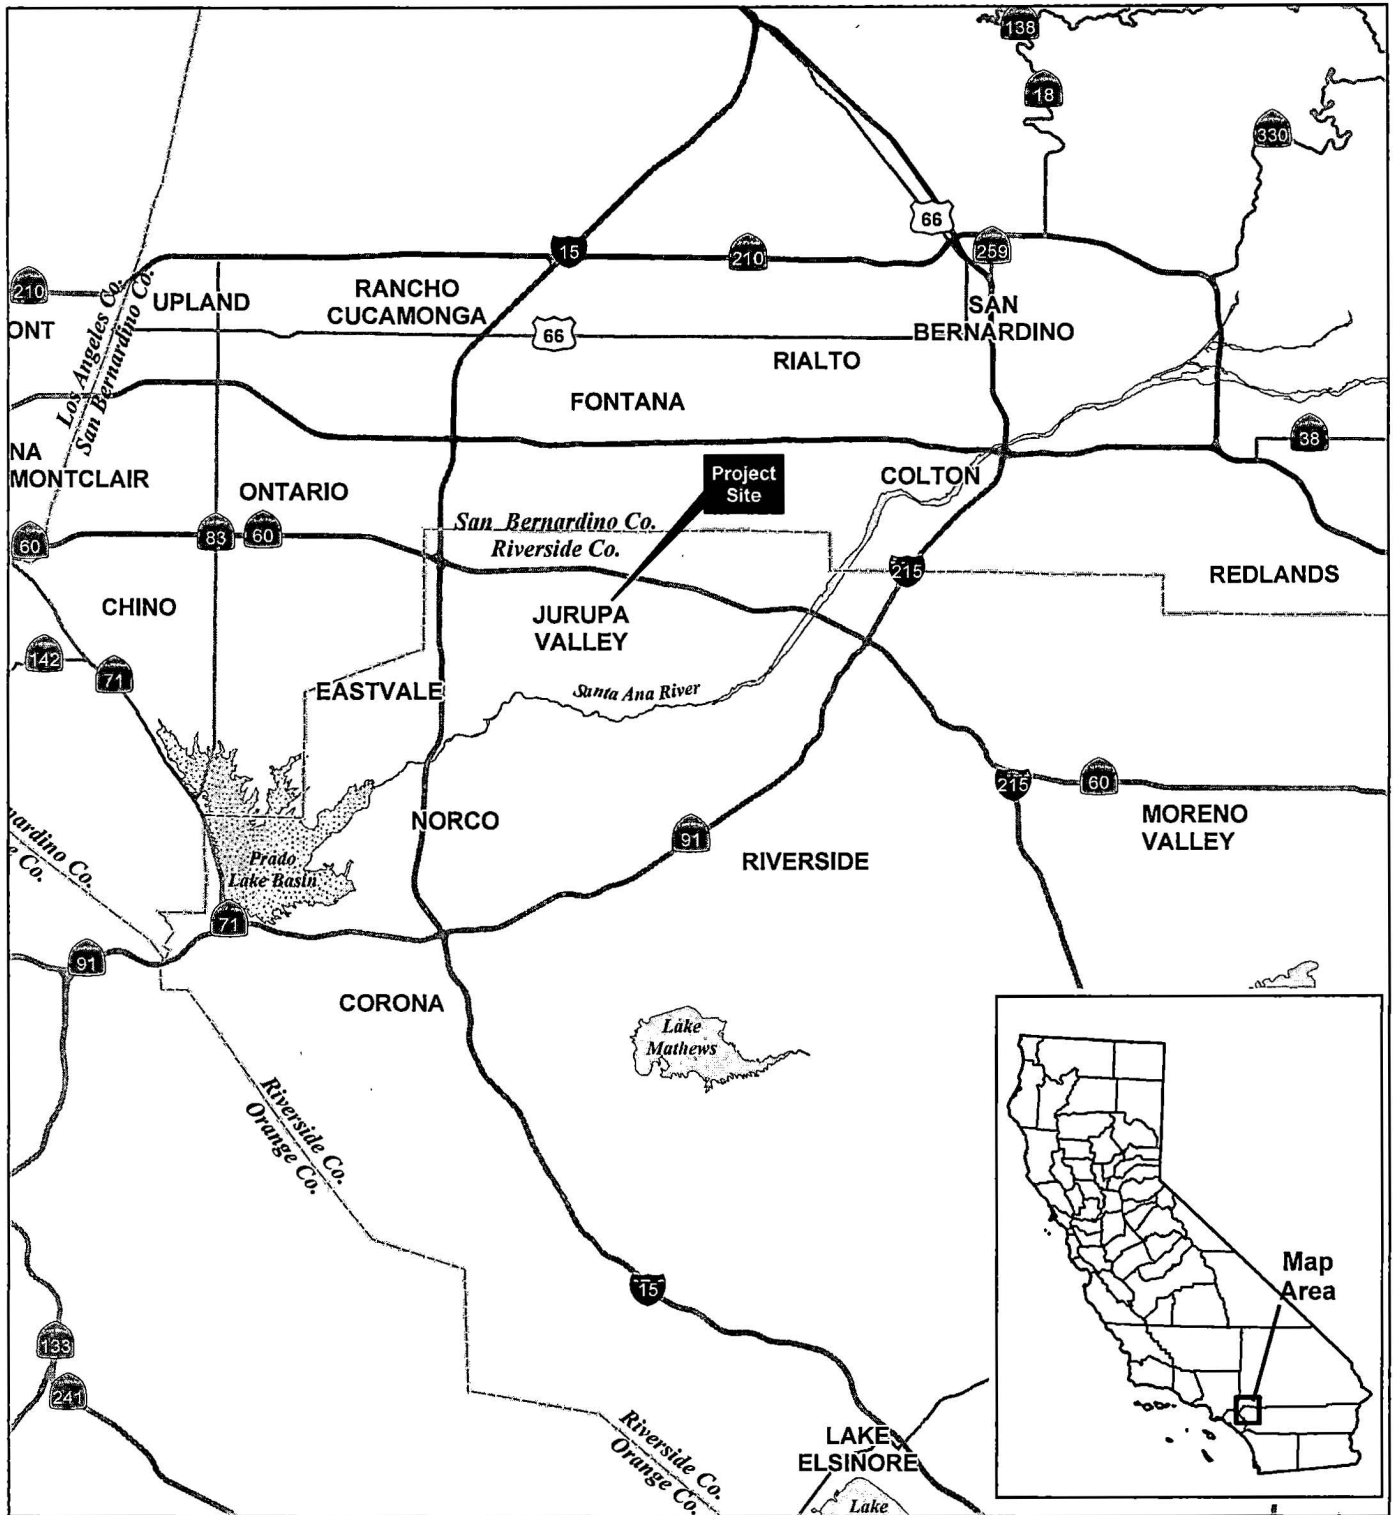 138
18
330
66
15
210
259
210
Los Angeles Co.
San Bernardino Co.
UPLAND
RANCHO
CUCAMONGA
SAN
BERNARDINO
ONT
66
RIALTO
FONTANA
38
NA
MONTCLAIR
ONTARIO
Project
Site
COLTON
60
83
60
San Bernardino Co.
Riverside Co.
215
REDLANDS
CHINO
JURUPA
VALLEY
142
71
EASTVALE
Santa Ana River
215
60
NORCO
91
MORENO
VALLEY
RIVERSIDE
ardino Co.
e Co.
Prado
Lake Basin
71
91
CORONA
Lake
Mathews
Riverside Co.
Orange Co.
Map
Area
15
133
241
Riverside Co.
Orange Co.
LAKE
ELSINORE
Lake